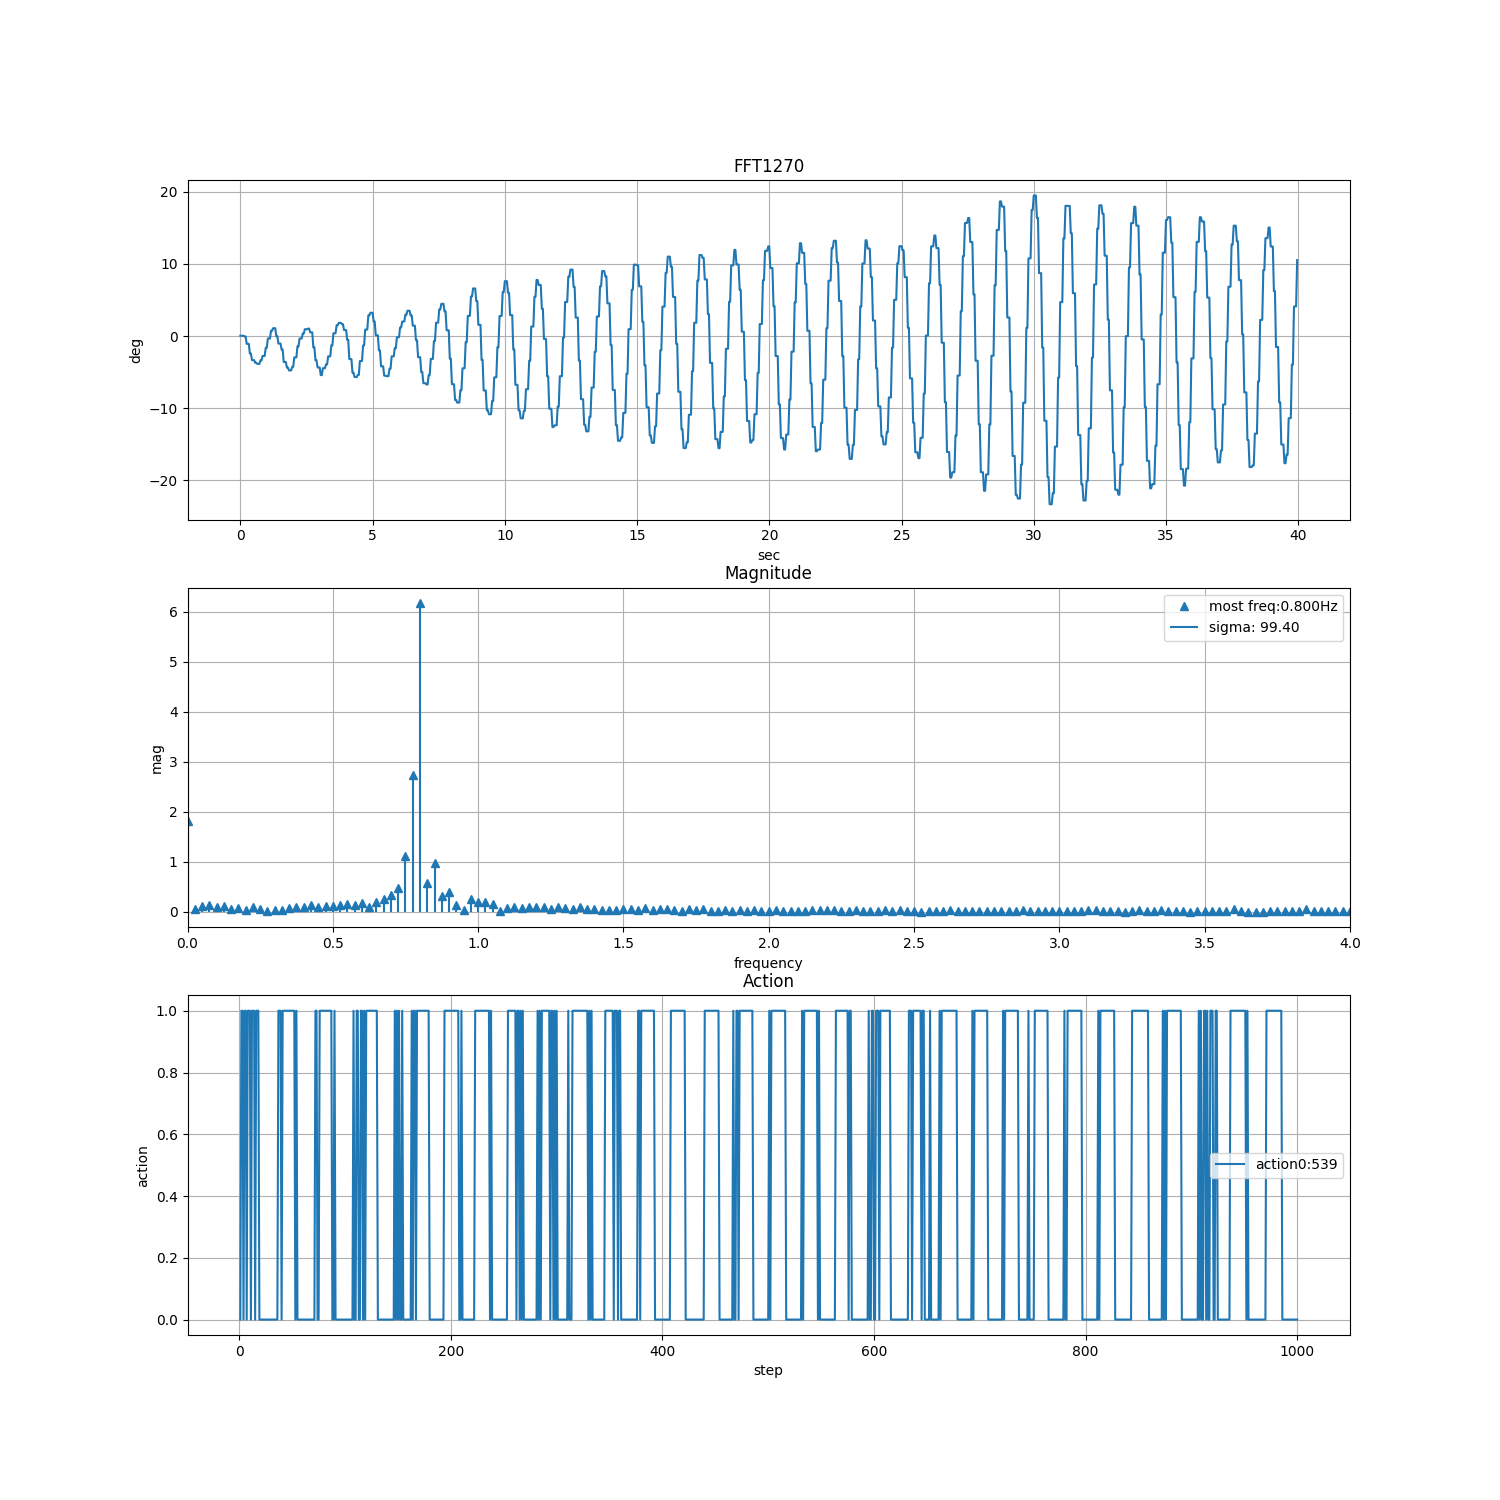 FFT1270
20
10
0
−10
−20
deg
0 5 10 15 20 25 30 35 40
sec
Magnitude
most freq:0.800Hz
sigma: 99.40
6
5
4
3
2
1
0
mag
0.0 0.5 1.0 1.5 2.0 2.5 3.0 3.5 4.0
frequency
Action
1.0
0.8
0.6
0.4
0.2
0.0
action
action0:539
0 200 400 600 800 1000
step